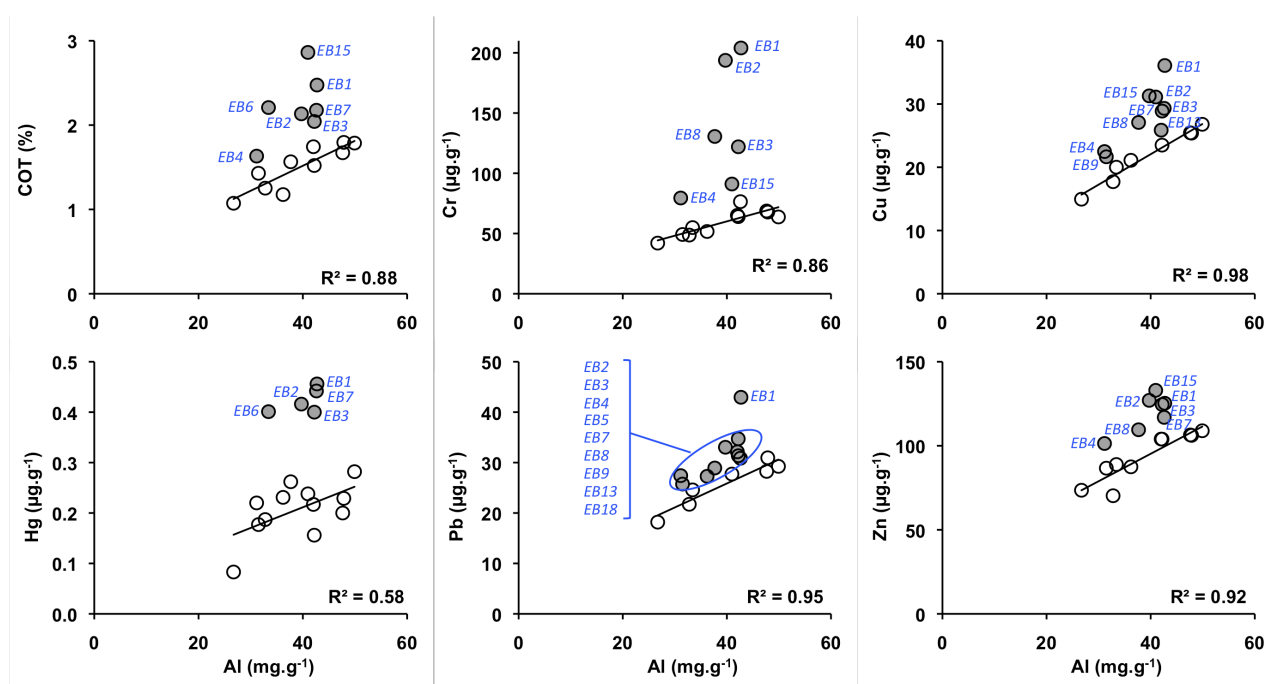 3
2
1
0
0
20
40
60
COT (%)
EB15
EB1
EB6
EB7
EB2
EB3
EB4
R² = 0.88
200
150
100
50
0
0
20
40
60
Cr (µg.g⁻¹)
EB1
EB2
EB8
EB3
EB15
EB4
R² = 0.86
40
30
20
10
0
0
20
40
60
Cu (µg.g⁻¹)
EB1
EB15
EB2
EB7
EB3
EB8
EB13
EB4
EB9
R² = 0.98
0.5
0.4
0.3
0.2
0.1
0.0
0
20
40
60
Hg (µg.g⁻¹)
Al (mg.g⁻¹)
EB1
EB2
EB7
EB6
EB3
R² = 0.58
50
40
30
20
10
0
0
20
40
60
Pb (µg.g⁻¹)
Al (mg.g⁻¹)
EB2
EB3
EB4
EB5
EB7
EB8
EB9
EB13
EB18
EB1
R² = 0.95
150
100
50
0
0
20
40
60
Zn (µg.g⁻¹)
Al (mg.g⁻¹)
EB15
EB2
EB1
EB3
EB7
EB8
EB4
R² = 0.92